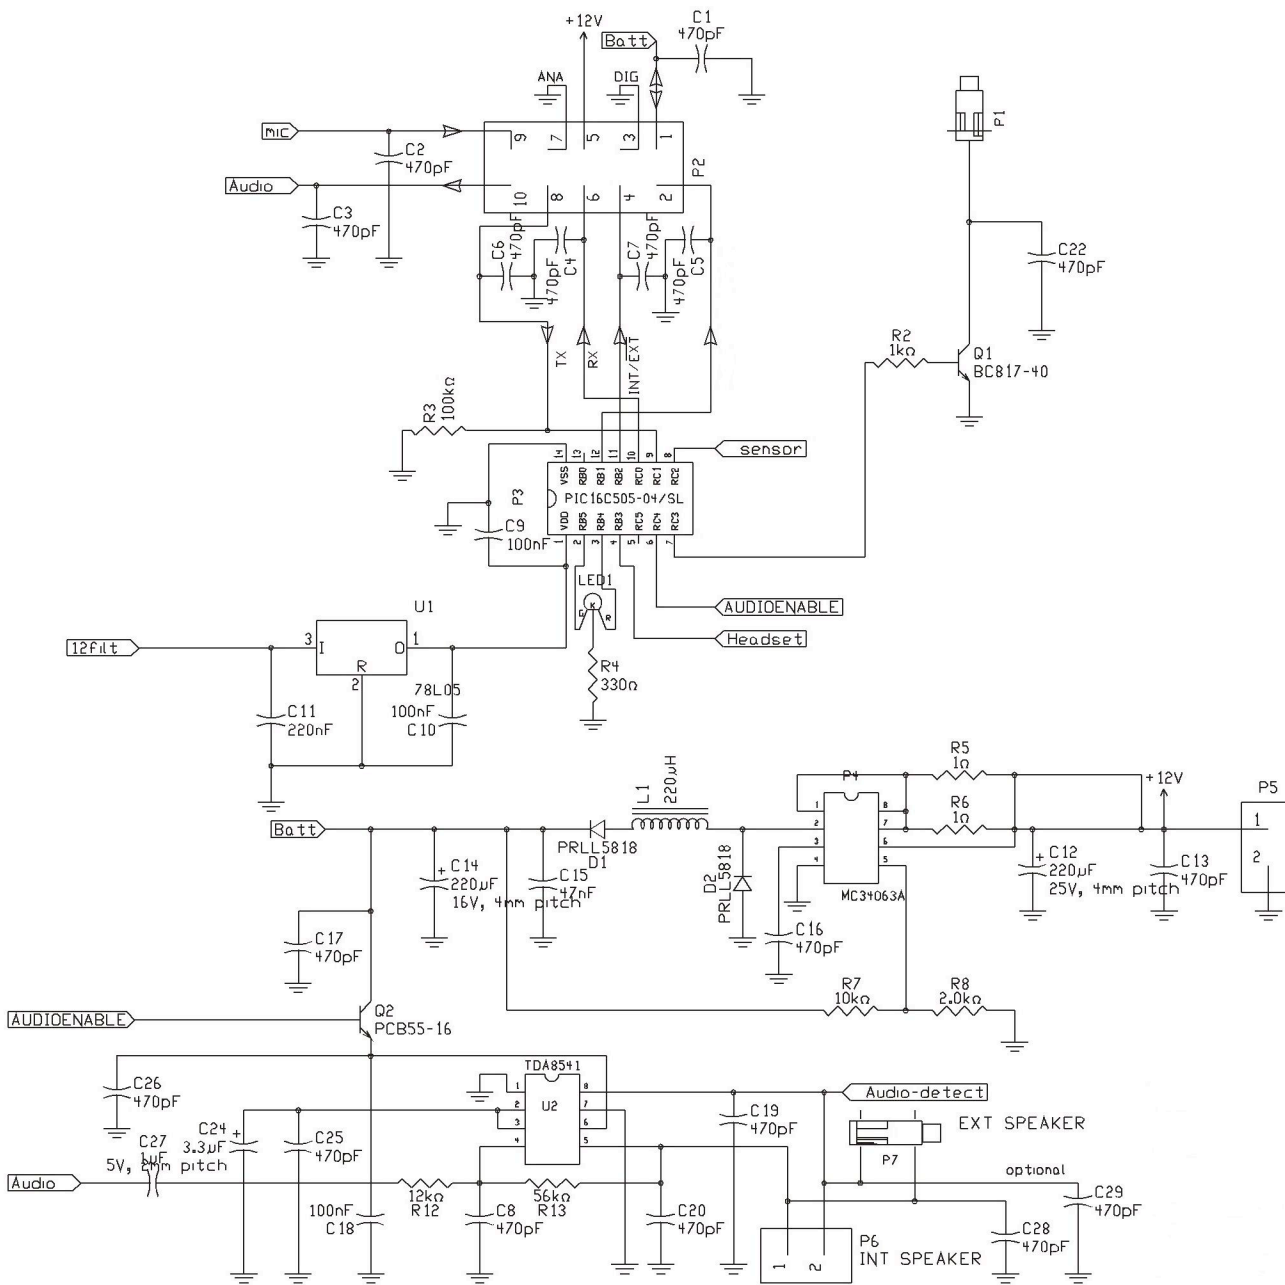 +12V
C1
470pF
Batt
ANA
DIG
mic
9
7
5
3
1
P2
C2
470pF
Audio
10
8
6
4
2
C3
470pF
C6
470pF
C4
470pF
C7
470pF
C5
470pF
P1
C22
470pF
TX
RX
INT/EXT
R2
1kΩ
Q1
BC817-40
R3
100kΩ
sensor
14
13
12
11
10
9
8
VSS
RB0
RB1
RB2
RC0
RC1
RC2
P3
PIC16C505-04/SL
VDD
RB5
RB4
RB3
RC5
RC4
RC3
1
2
3
4
5
6
7
C9
100nF
LED1
G
K
R
AUDIOENABLE
Headset
U1
12filt
3
I
O
1
R
2
78L05
R4
330Ω
C11
220nF
100nF
C10
L1
220µH
P4
R5
1Ω
+12V
P5
R6
1Ω
Batt
1
2
3
4
8
7
6
5
1
2
PRLL5818
D1
D2
PRLL5818
MC34063A
+
C14
220µF
16V, 4mm pitch
C15
47nF
+
C12
220µF
25V, 4mm pitch
C13
470pF
C17
470pF
C16
470pF
R7
10kΩ
R8
2.0kΩ
AUDIOENABLE
Q2
PCB55-16
TDA8541
U2
1
2
3
4
8
7
6
5
C26
470pF
Audio-detect
C19
470pF
EXT SPEAKER
P7
C27
1µF
5V, 2mm pitch
C24
3.3µF
+
C25
470pF
optional
Audio
12kΩ
R12
56kΩ
R13
C29
470pF
100nF
C18
C8
470pF
C20
470pF
P6
INT SPEAKER
1
2
C28
470pF